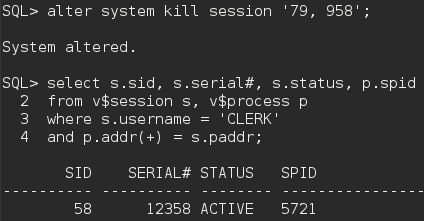 SQL> alter system kill session '79, 958';
System altered.
SQL> select s.sid, s.serial#, s.status, p.spid
  2  from v$session s, v$process p
  3  where s.username = 'CLERK'
  4  and p.addr(+) = s.paddr;
       SID    SERIAL# STATUS   SPID
---------- ---------- -------- -----------------
        58      12358 ACTIVE   5721